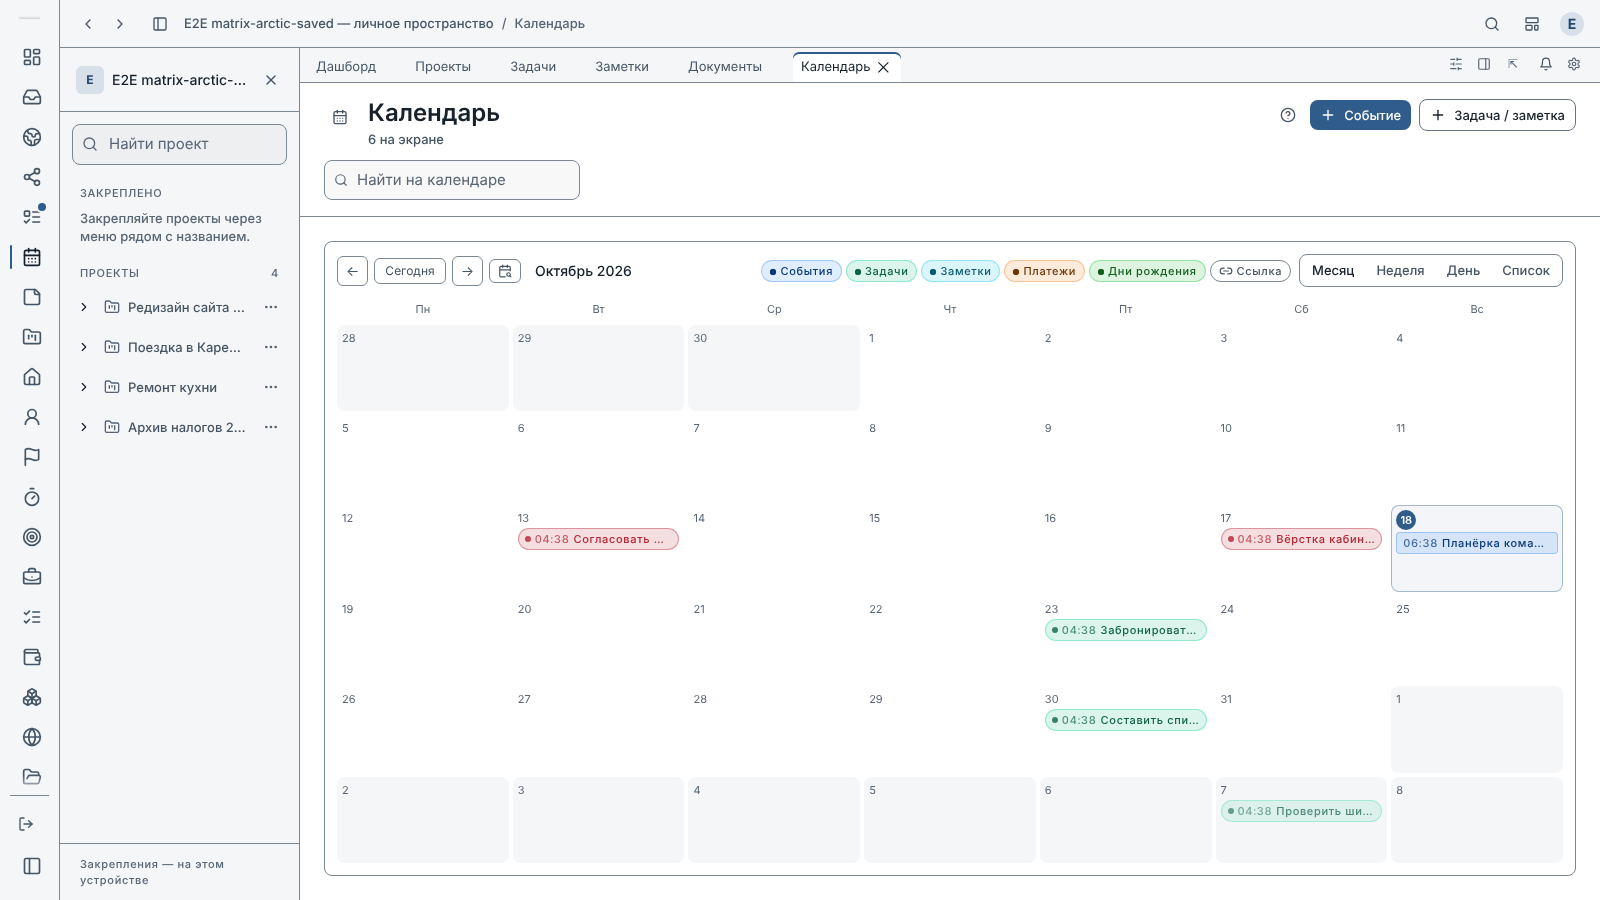 E2E matrix-arctic-saved — личное пространство / Календарь
E
E E2E matrix-arctic-...
Найти проект
ЗАКРЕПЛЕНО
Закрепляйте проекты через
меню рядом с названием.
ПРОЕКТЫ 4
Редизайн сайта ...
Поездка в Каре...
Ремонт кухни
Архив налогов 2...
Закрепления — на этом
устройстве
Дашборд Проекты Задачи Заметки Документы Календарь
Календарь
6 на экране
Событие
Задача / заметка
Найти на календаре
Сегодня
Октябрь 2026
События Задачи Заметки Платежи Дни рождения Ссылка
Месяц Неделя День Список
Пн Вт Ср Чт Пт Сб Вс
28 29 30 1 2 3 4
5 6 7 8 9 10 11
12 13 14 15 16 17 18
04:38 Согласовать ...
04:38 Вёрстка кабин...
06:38 Планёрка кома...
19 20 21 22 23 24 25
04:38 Забронироват...
26 27 28 29 30 31 1
04:38 Составить спи...
2 3 4 5 6 7 8
04:38 Проверить ши...